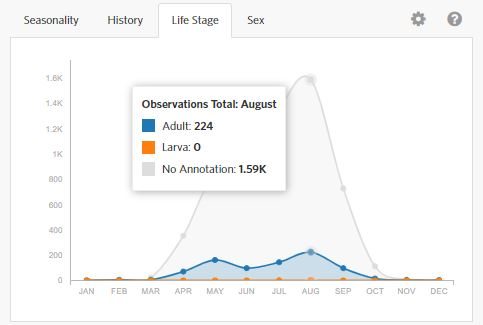 Seasonality History Life Stage Sex
?
1.6K
1.4K
1.2K
1K
800
600
400
200
0
Observations Total: August
Adult: 224
Larva: 0
No Annotation: 1.59K
JAN FEB MAR APR MAY JUN JUL AUG SEP OCT NOV DEC